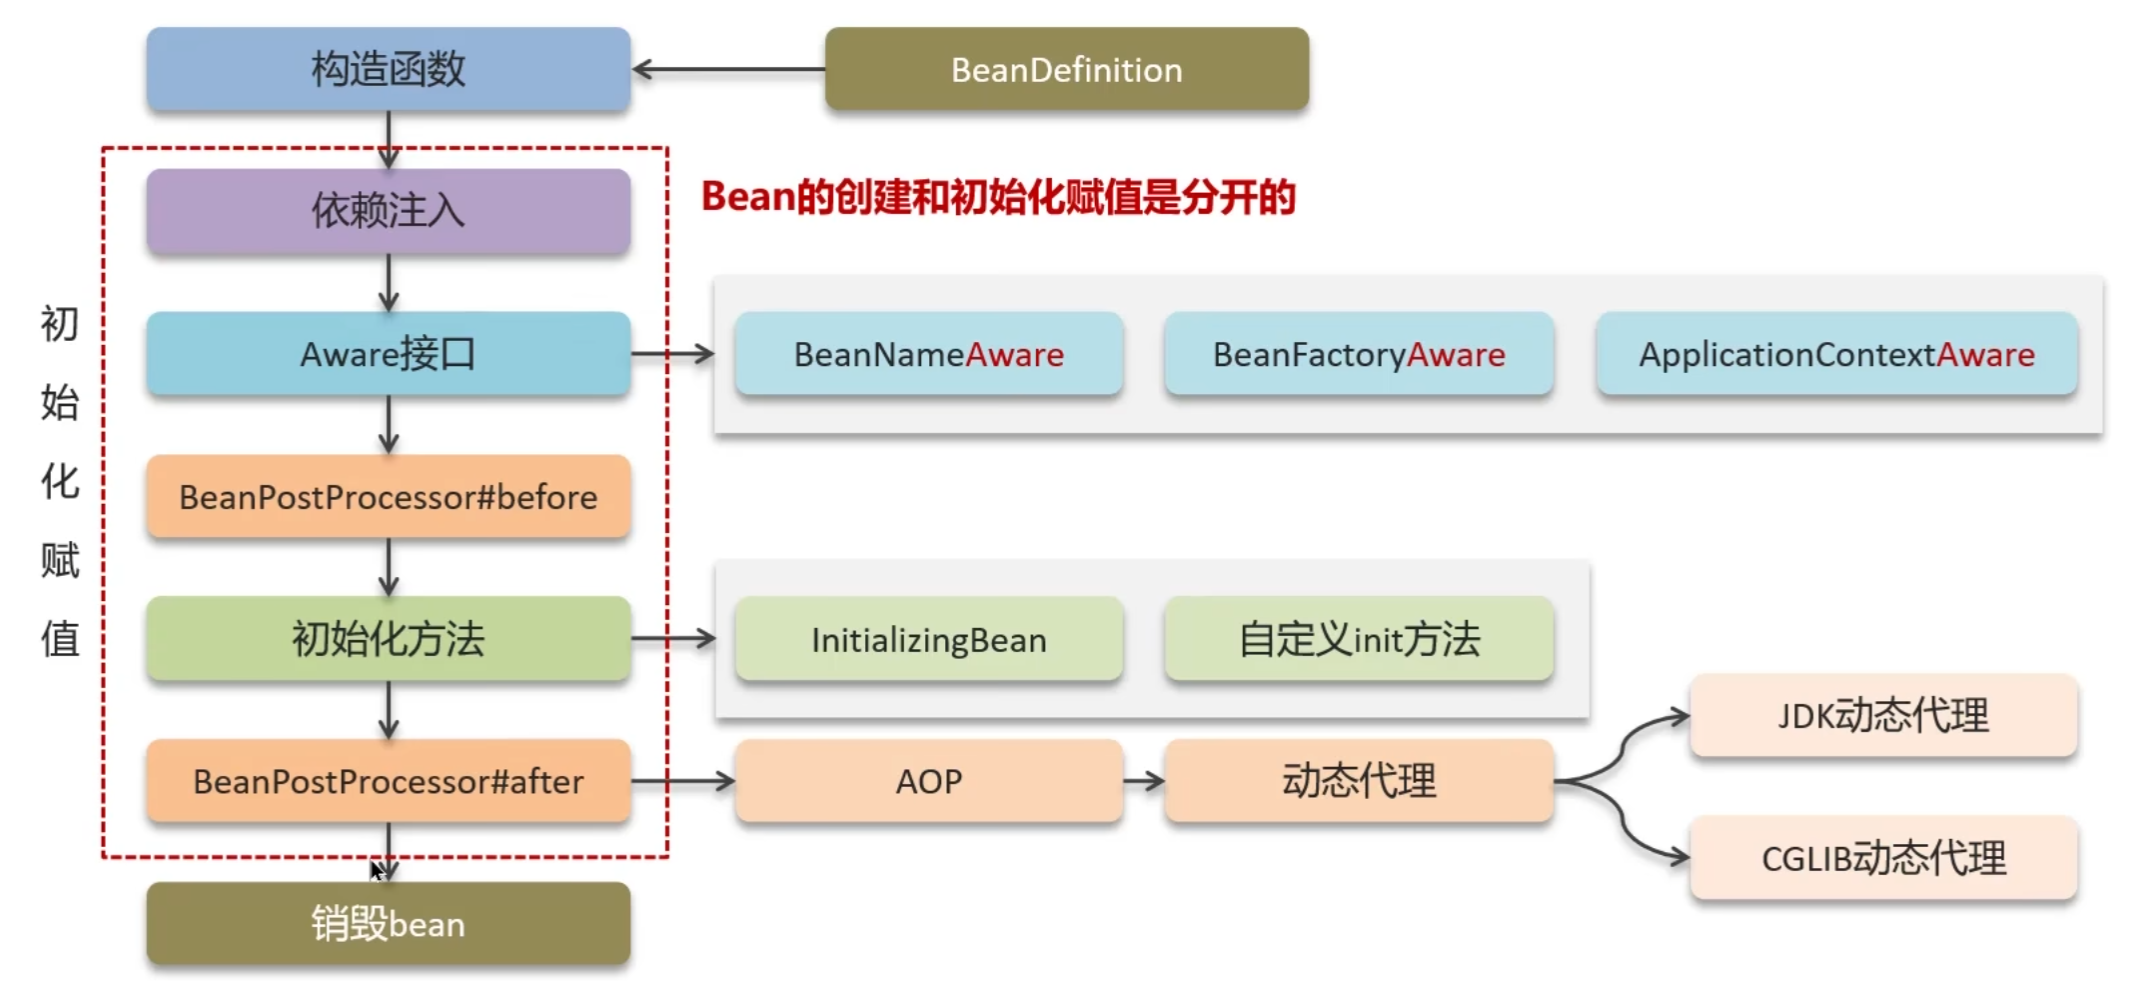 构造函数
BeanDefinition
依赖注入
Bean的创建和初始化赋值是分开的
初始化赋值
Aware接口
BeanNameAware
BeanFactoryAware
ApplicationContextAware
BeanPostProcessor#before
初始化方法
InitializingBean
自定义init方法
BeanPostProcessor#after
AOP
动态代理
JDK动态代理
CGLIB动态代理
销毁bean